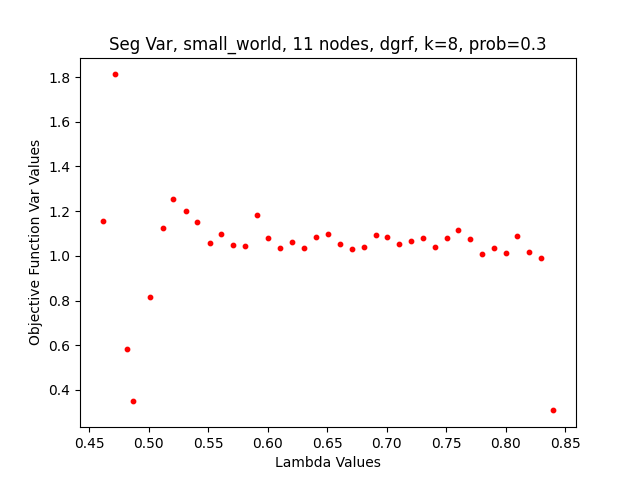 Seg Var, small_world, 11 nodes, dgrf, k=8, prob=0.3
Objective Function Var Values
1.8
1.6
1.4
1.2
1.0
0.8
0.6
0.4
0.45 0.50 0.55 0.60 0.65 0.70 0.75 0.80 0.85
Lambda Values